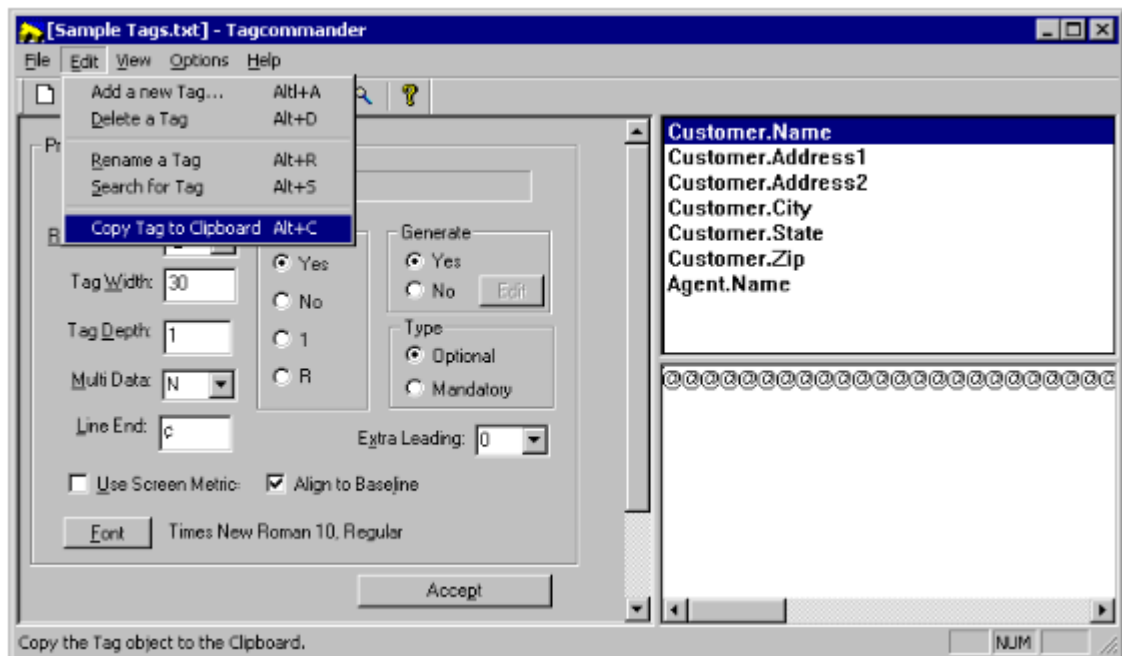 [Sample Tags.txt] - Tagcommander
File Edit View Options Help
Add a new Tag... Altl+A
Delete a Tag Alt+D
Rename a Tag Alt+R
Search for Tag Alt+S
Copy Tag to Clipboard Alt+C
Tag Width: 30
Tag Depth: 1
Multi Data: N
Line End: ç
Yes
No
1
R
Generate
Yes
No Edit
Type
Optional
Mandatory
Extra Leading: 0
Use Screen Metric:
Align to Baseline
Font Times New Roman 10, Regular
Accept
Customer.Name
Customer.Address1
Customer.Address2
Customer.City
Customer.State
Customer.Zip
Agent.Name
@@@@@@@@@@@@@@@@@@@@@@@@
Copy the Tag object to the Clipboard.
NUM